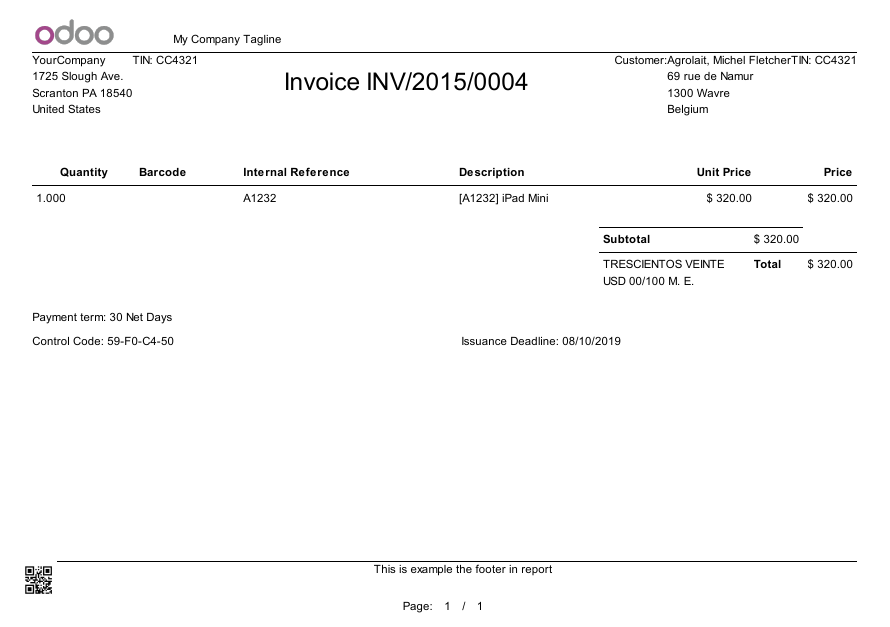 odoo My Company Tagline
YourCompany TIN: CC4321 Customer:Agrolait, Michel FletcherTIN: CC4321
1725 Slough Ave. 69 rue de Namur
Invoice INV/2015/0004
Scranton PA 18540 1300 Wavre
United States Belgium
Quantity Barcode Internal Reference Description Unit Price Price
1.000 A1232 [A1232] iPad Mini $ 320.00 $ 320.00
Subtotal $ 320.00
TRESCIENTOS VEINTE Total $ 320.00
USD 00/100 M. E.
Payment term: 30 Net Days
Control Code: 59-F0-C4-50 Issuance Deadline: 08/10/2019
This is example the footer in report
Page: 1 / 1